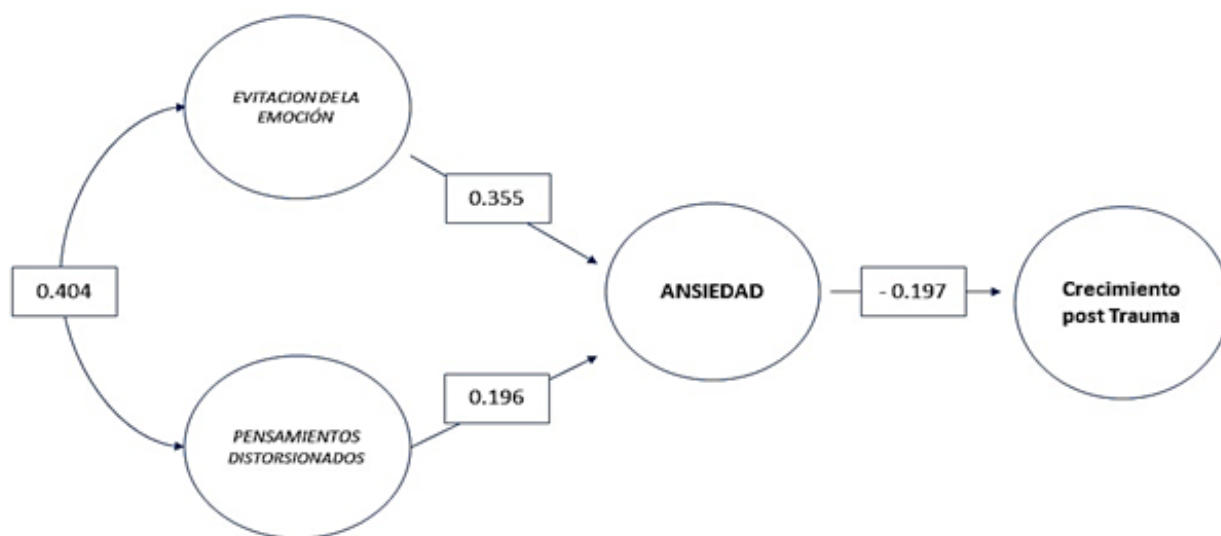 EVITACION DE LA
EMOCIÓN
0.355
0.404
ANSIEDAD
- 0.197
Crecimiento
post Trauma
0.196
PENSAMIENTOS
DISTORSIONADOS